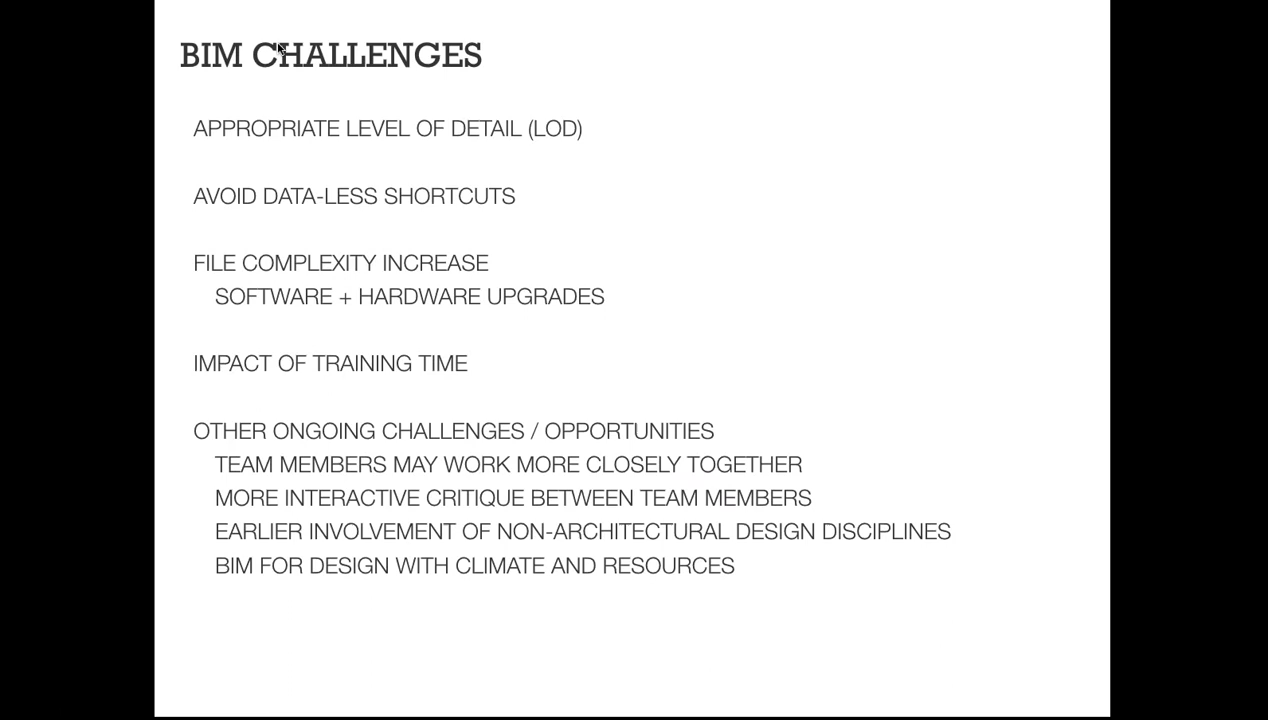 BIM CHALLENGES
APPROPRIATE LEVEL OF DETAIL (LOD)
AVOID DATA-LESS SHORTCUTS
FILE COMPLEXITY INCREASE
SOFTWARE + HARDWARE UPGRADES
IMPACT OF TRAINING TIME
OTHER ONGOING CHALLENGES / OPPORTUNITIES
TEAM MEMBERS MAY WORK MORE CLOSELY TOGETHER
MORE INTERACTIVE CRITIQUE BETWEEN TEAM MEMBERS
EARLIER INVOLVEMENT OF NON-ARCHITECTURAL DESIGN DISCIPLINES
BIM FOR DESIGN WITH CLIMATE AND RESOURCES